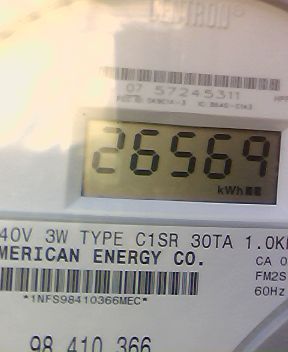 CENTRON®
07 57245311
26569
kWh
40V 3W TYPE C1SR 30TA 1.0K
MERICAN ENERGY CO.
CA 0
FM2S
60Hz
*1NFS98410366MEC*
98 410 366